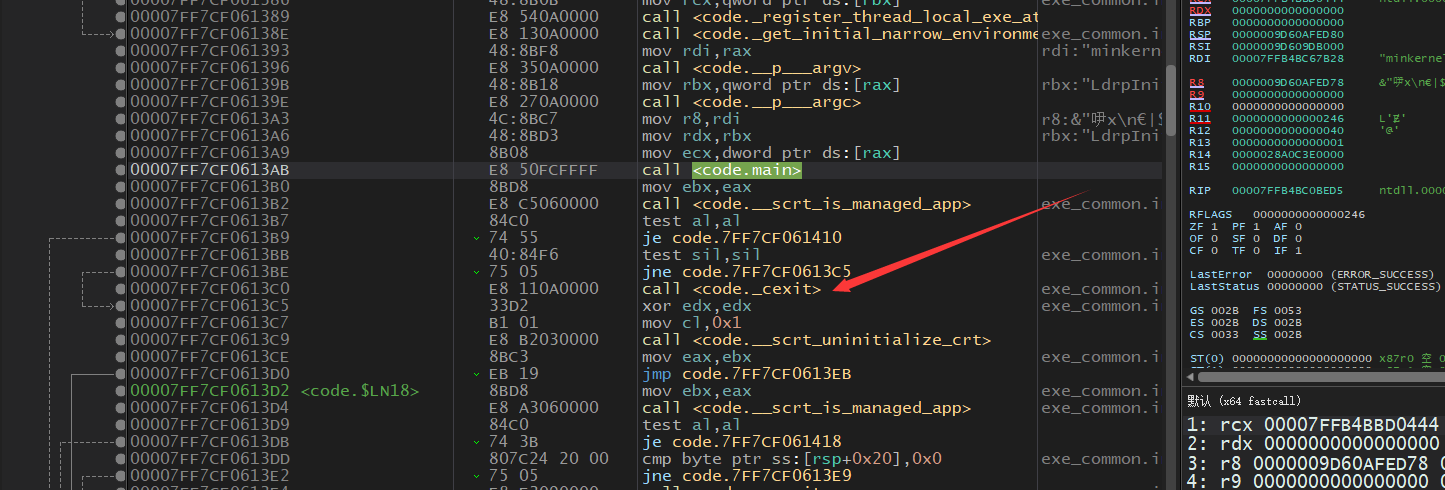 00007FF7CF061389 E8 540A0000 call <code._register_thread_local_exe_at
00007FF7CF06138E E8 130A0000 call <code._get_initial_narrow_environme exe_common.i
00007FF7CF061393 48:8BF8 mov rdi,rax rdi:"minkern
00007FF7CF061396 E8 350A0000 call <code.__p___argv>
00007FF7CF06139B 48:8B18 mov rbx,qword ptr ds:[rax] rbx:"LdrpIni
00007FF7CF06139E E8 270A0000 call <code.__p___argc>
00007FF7CF0613A3 4C:8BC7 mov r8,rdi
00007FF7CF0613A6 48:8BD3 mov rdx,rbx rbx:"LdrpIni
00007FF7CF0613A9 8B08 mov ecx,dword ptr ds:[rax]
00007FF7CF0613AB E8 50FCFFFF call <code.main>
00007FF7CF0613B0 8BD8 mov ebx,eax
00007FF7CF0613B2 E8 C5060000 call <code.__scrt_is_managed_app> exe_common.i
00007FF7CF0613B7 84C0 test al,al
00007FF7CF0613B9 74 55 je code.7FF7CF061410
00007FF7CF0613BB 40:84F6 test sil,sil exe_common.i
00007FF7CF0613BE 75 05 jne code.7FF7CF0613C5
00007FF7CF0613C0 E8 110A0000 call <code._cexit> exe_common.i
00007FF7CF0613C5 33D2 xor edx,edx exe_common.i
00007FF7CF0613C7 B1 01 mov cl,0x1
00007FF7CF0613C9 E8 B2030000 call <code.__scrt_uninitialize_crt>
00007FF7CF0613CE 8BC3 mov eax,ebx exe_common.i
00007FF7CF0613D0 EB 19 jmp code.7FF7CF0613EB
00007FF7CF0613D2 <code.$LN18> 8BD8 mov ebx,eax exe_common.i
00007FF7CF0613D4 E8 A3060000 call <code.__scrt_is_managed_app> exe_common.i
00007FF7CF0613D9 84C0 test al,al
00007FF7CF0613DB 74 3B je code.7FF7CF061418
00007FF7CF0613DD 807C24 20 00 cmp byte ptr ss:[rsp+0x20],0x0 exe_common.i
00007FF7CF0613E2 75 05 jne code.7FF7CF0613E9
RDX 0000000000000000
RBP 0000000000000000
RSP 0000009D60AFED80
RSI 0000009D609DB000
RDI 00007FFB4BC67B28 "minkerne
R8 0000009D60AFED78
R9 0000000000000000
R10 0000000000000000
R11 0000000000000246
R12 0000000000000040 '@'
R13 0000000000000001
R14 0000028A0C3E0000
R15 0000000000000000
RIP 00007FFB4BC0BED5 ntdll.0000
RFLAGS 0000000000000246
ZF 1 PF 1 AF 0
OF 0 SF 0 DF 0
CF 0 TF 0 IF 1
LastError 00000000 (ERROR_SUCCESS)
LastStatus 00000000 (STATUS_SUCCESS)
GS 002B FS 0053
ES 002B DS 002B
CS 0033 SS 002B
ST(0) 00000000000000000000 x87r0 空
默认 (x64 fastcall)
1: rcx 00007FFB4BBD0444
2: rdx 0000000000000000
3: r8 0000009D60AFED78
4: r9 0000000000000000